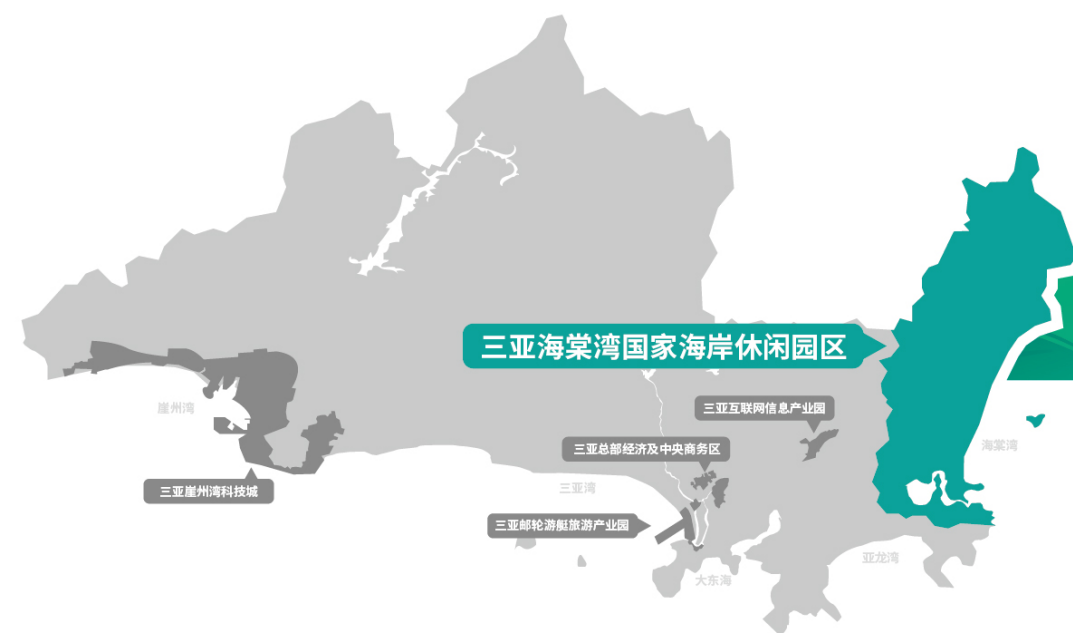 三亚海棠湾国家海岸休闲园区
三亚互联网信息产业园
崖州湾
海棠湾
三亚总部经济及中央商务区
三亚湾
三亚崖州湾科技城
三亚邮轮游艇旅游产业园
亚龙湾
大东海